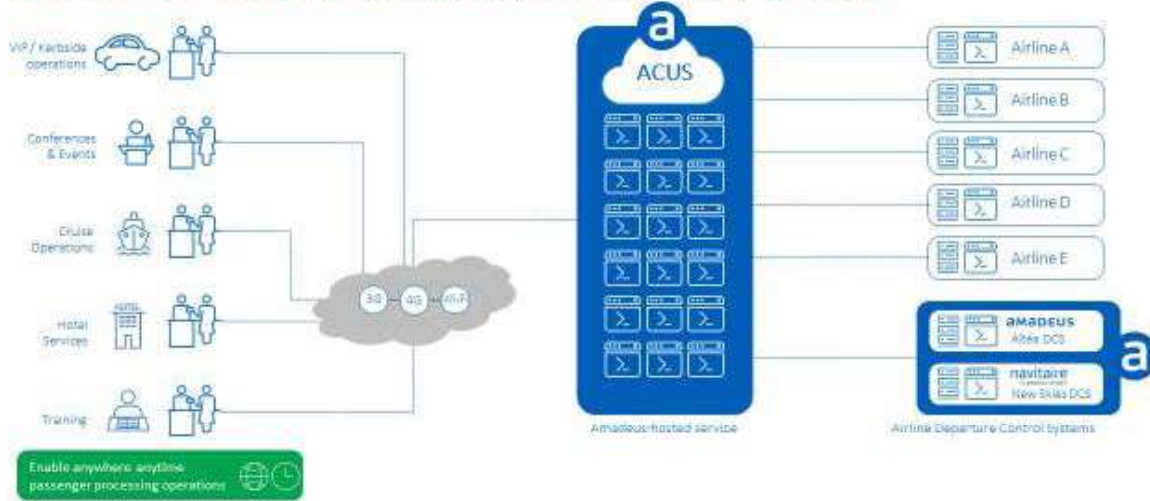 VIP / Kerbside
operations
Conferences
& Events
Cruise
Operations
Hotel
Services
Training
HOTEL
3G
4G
Wi-Fi
Enable anywhere anytime
passenger processing operations
a
ACUS
Amadeus-hosted service
Airline A
Airline B
Airline C
Airline D
Airline E
amadeus
Altéa DCS
navitaire
New Skies DCS
a
Airline Departure Control Systems